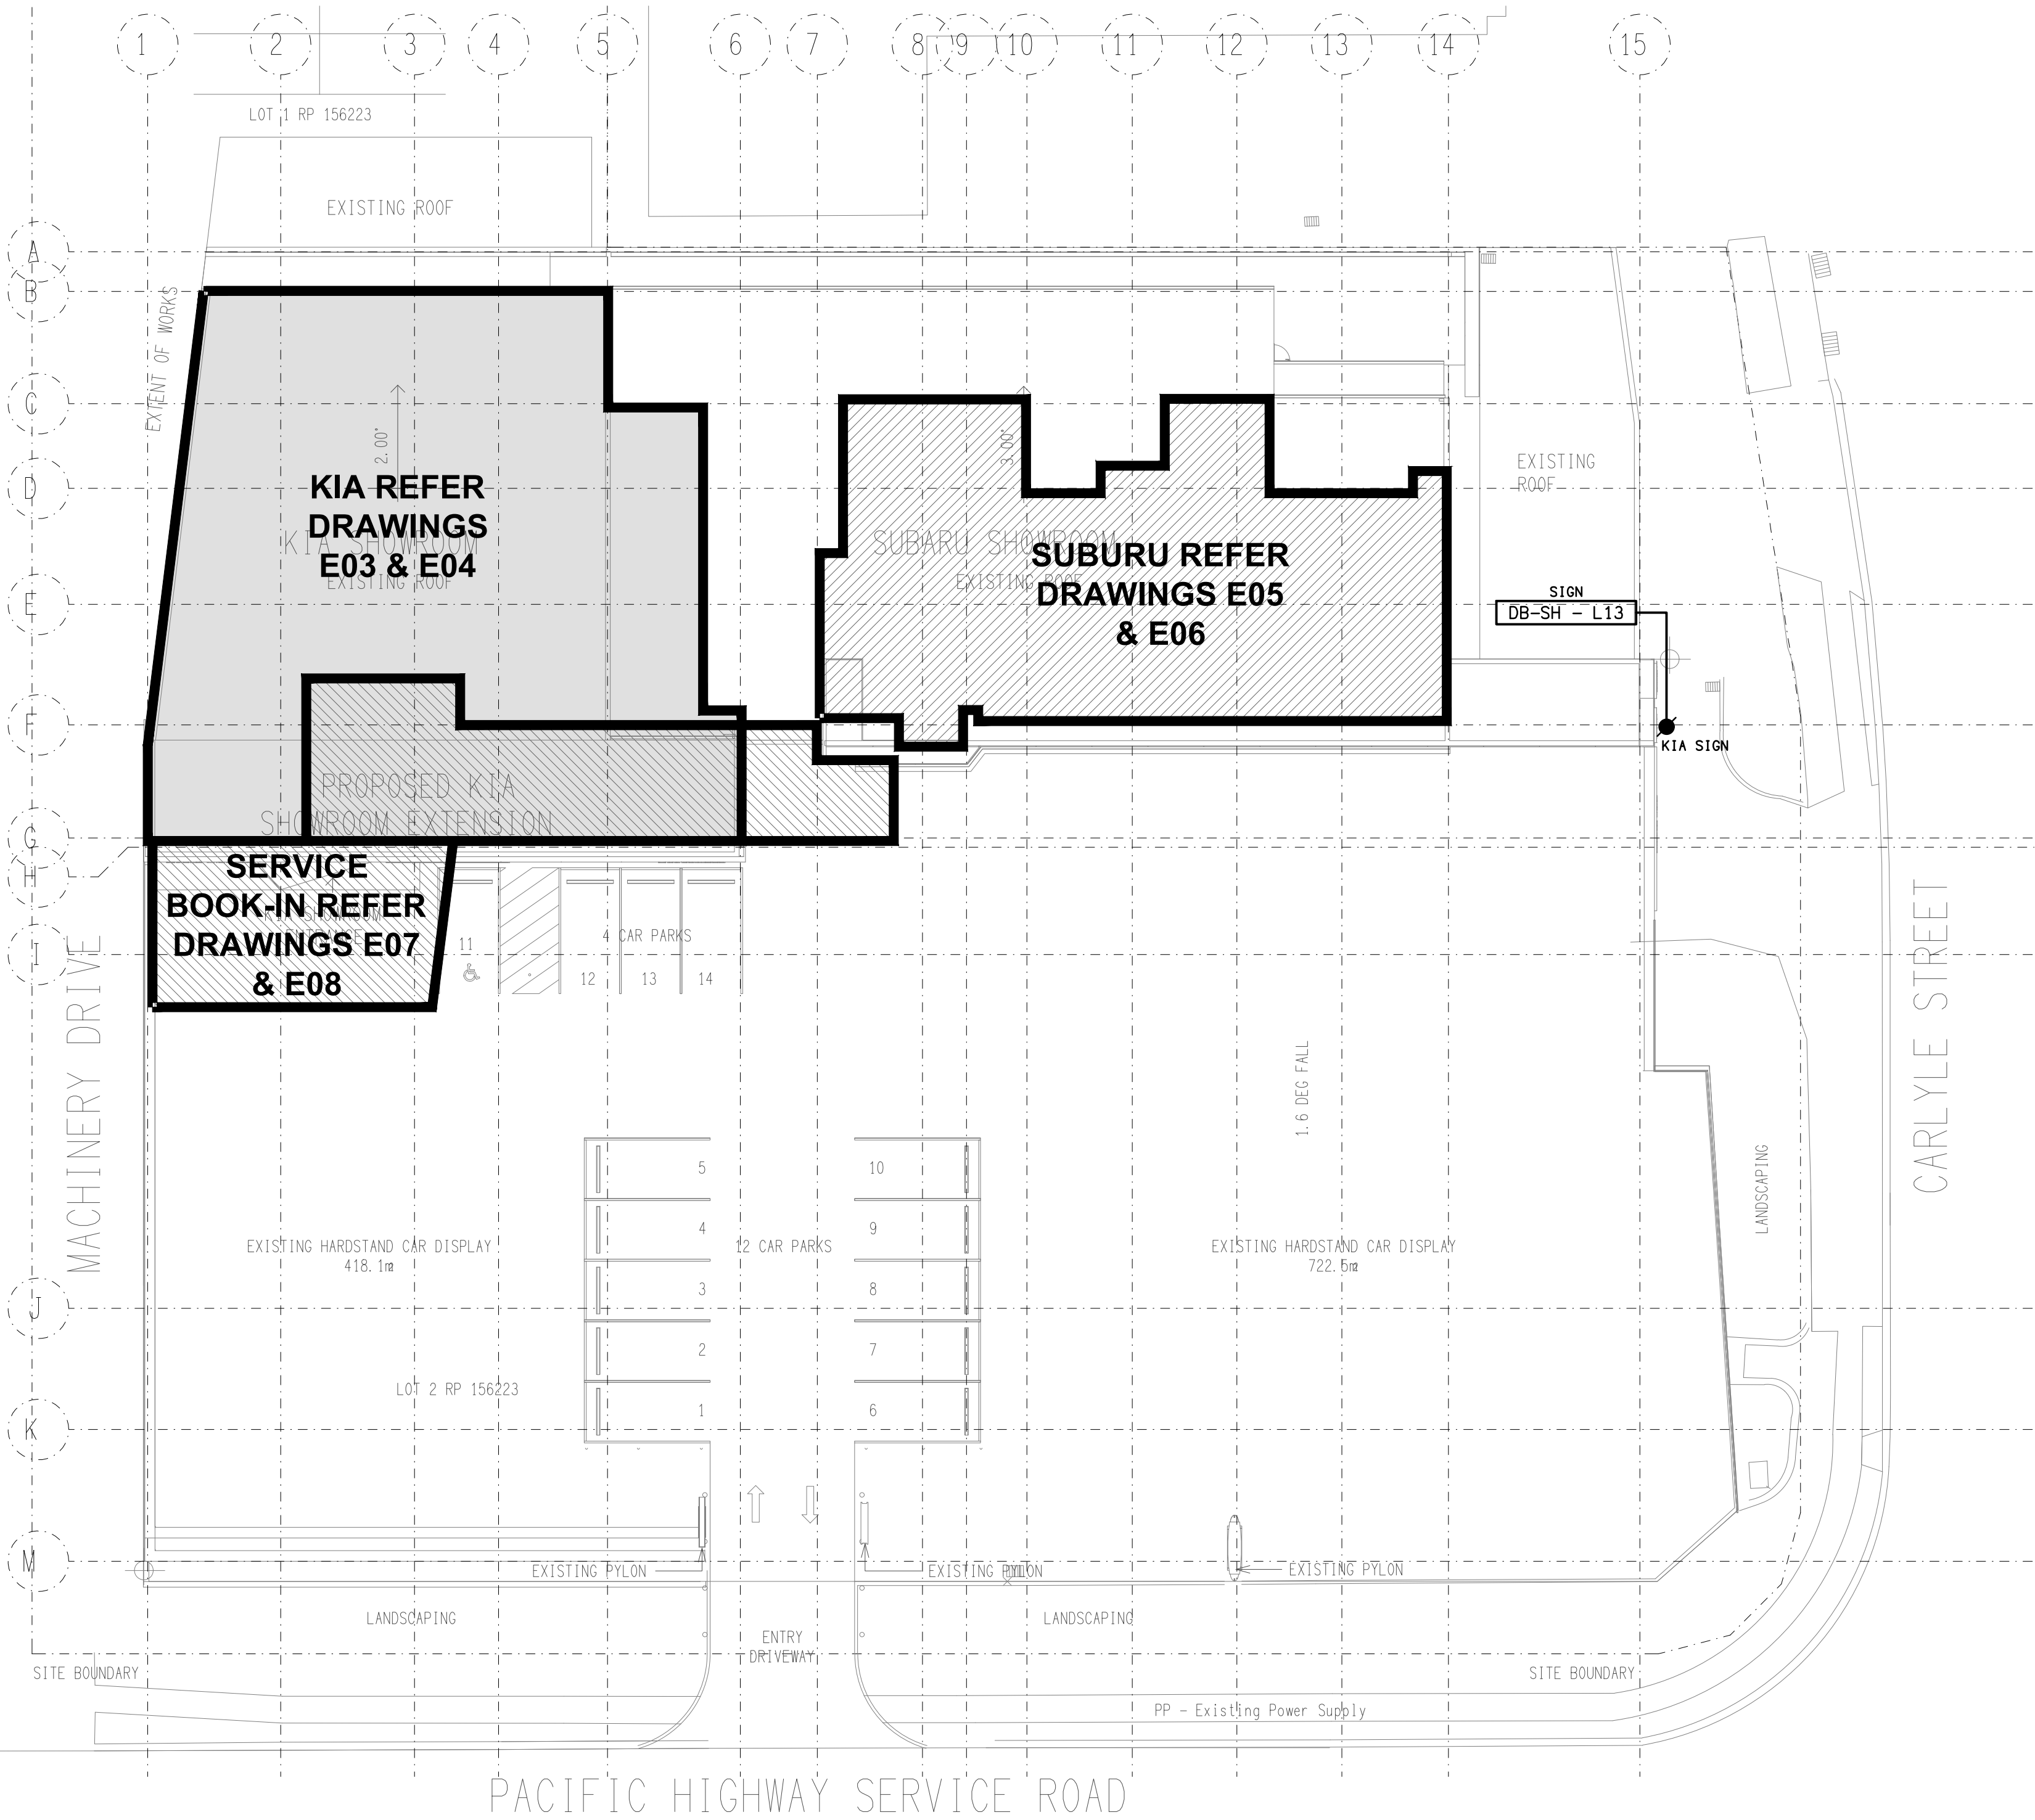 1 2 3 4 5 6 7 8 9 10 11 12 13 14 15
LOT 1 RP 156223
EXISTING ROOF
A
B
EXTENT OF WORKS
C
2.00°
3.00°
EXISTING
ROOF
D
KIA REFER
DRAWINGS
E03 & E04
KIA SHOWROOM
EXISTING ROOF
SUBARU SHOWROOM
EXISTING ROOF
SUBURU REFER
DRAWINGS E05
& E06
E
SIGN
DB-SH - L13
KIA SIGN
F
PROPOSED KIA
SHOWROOM EXTENSION
G
H
SERVICE
BOOK-IN REFER
DRAWINGS E07
& E08
KIA SHOWROOM
ENTRANCE
I
11
4 CAR PARKS
12 13 14
MACHINERY DRIVE
CARLYLE STREET
1.6 DEG FALL
LANDSCAPING
5 10
4 9
EXISTING HARDSTAND CAR DISPLAY
418.1m²
12 CAR PARKS
EXISTING HARDSTAND CAR DISPLAY
722.5m²
3 8
J
2 7
LOT 2 RP 156223
1 6
K
M
EXISTING PYLON
EXISTING PYLON
EXISTING PYLON
LANDSCAPING
LANDSCAPING
ENTRY
DRIVEWAY
SITE BOUNDARY
SITE BOUNDARY
PP - Existing Power Supply
PACIFIC HIGHWAY SERVICE ROAD